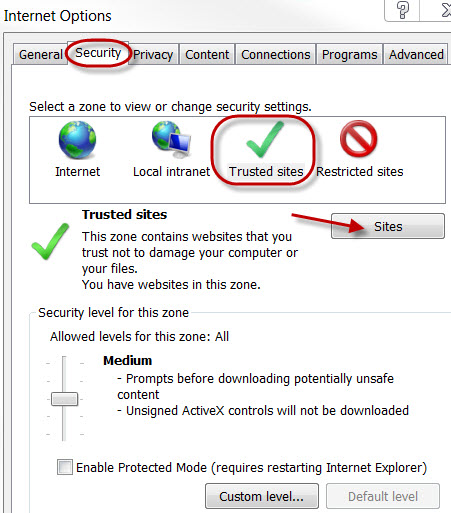 Internet Options
?
General Security Privacy Content Connections Programs Advanced
Select a zone to view or change security settings.
Internet Local intranet Trusted sites Restricted sites
Trusted sites
Sites
This zone contains websites that you
trust not to damage your computer or
your files.
You have websites in this zone.
Security level for this zone
Allowed levels for this zone: All
Medium
- Prompts before downloading potentially unsafe
content
- Unsigned ActiveX controls will not be downloaded
Enable Protected Mode (requires restarting Internet Explorer)
Custom level... Default level